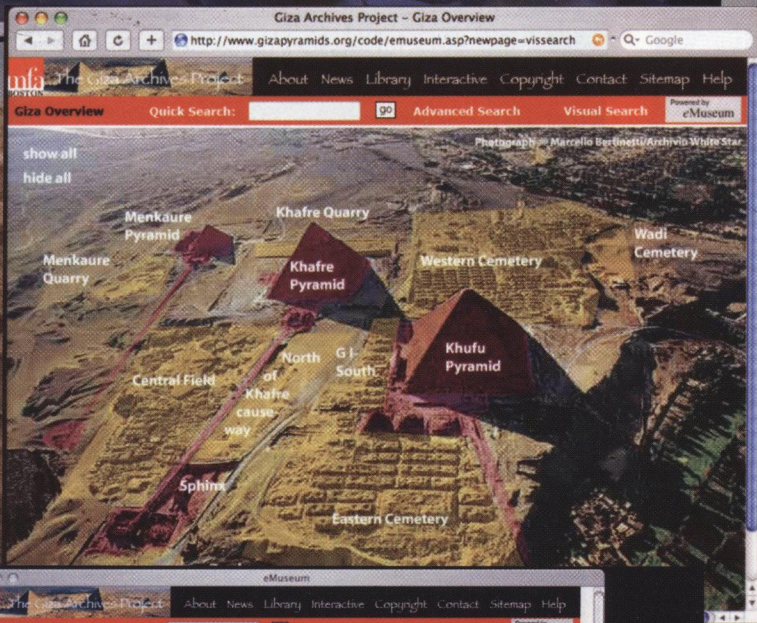 Giza Archives Project – Giza Overview
http://www.gizapyramids.org/code/emuseum.asp?newpage=vissearch
Google
mfa
BOSTON
The Giza Archives Project
About News Library Interactive Copyright Contact Sitemap Help
Giza Overview
Quick Search:
go
Advanced Search
Visual Search
Powered by
eMuseum
show all
hide all
Photograph © Marcello Bertinetti/Archivio White Star
Menkaure
Pyramid
Khafre Quarry
Menkaure
Quarry
Khafre
Pyramid
Western Cemetery
Wadi
Cemetery
Central Field
North
of
Khafre
cause-
way
G I-
South
Khufu
Pyramid
Sphinx
Eastern Cemetery
eMuseum
The Giza Archives Project
About News Library Interactive Copyright Contact Sitemap Help